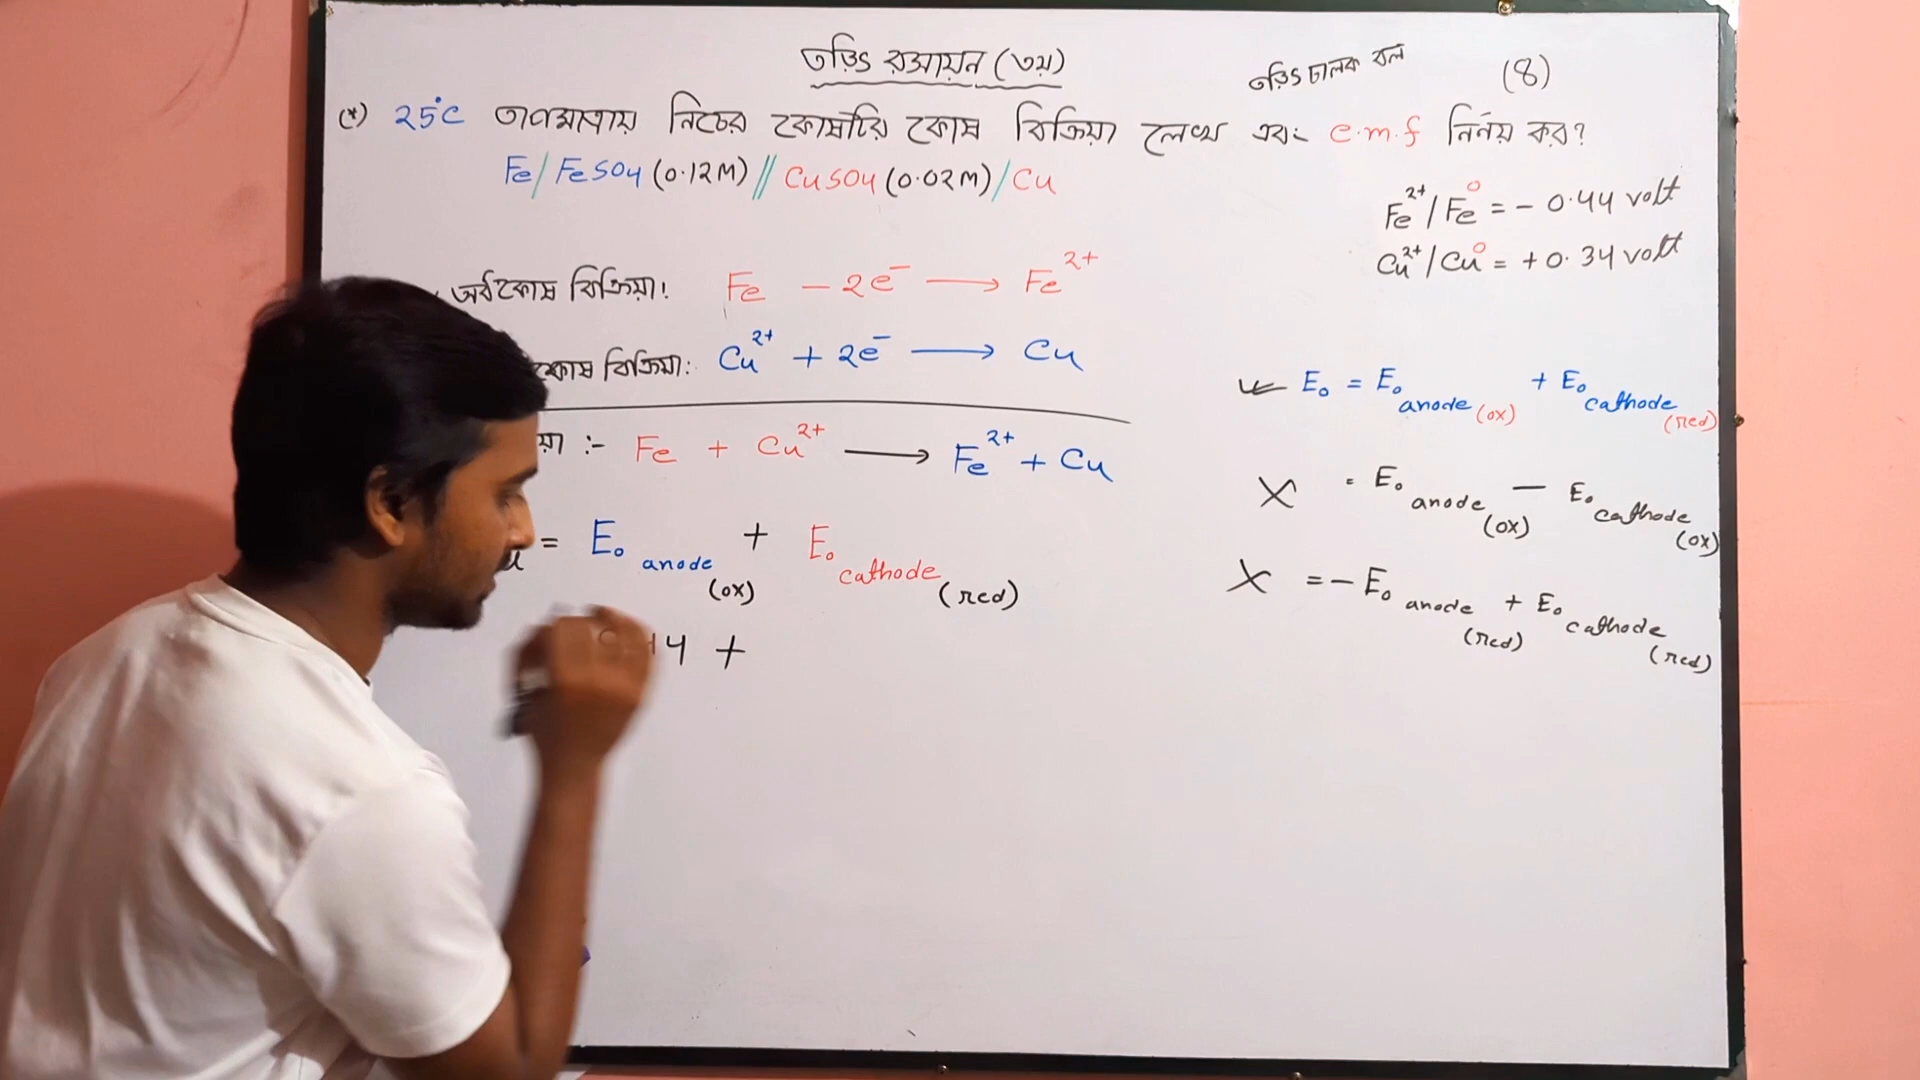 তড়িৎ রসায়ন (৩য়)
তড়িৎ চালক বল (8)
(*) 25°C তাপমাত্রায় নিচের কোষটির কোষ বিক্রিয়া লেখ এবং e.m.f নির্ণয় কর?
Fe/FeSO4 (0.12M) // CuSO4 (0.02M) / Cu
Fe²⁺/Fe⁰ = - 0.44 volt
Cu²⁺/Cu⁰ = +0.34 volt
অর্ধকোষ বিক্রিয়া: Fe - 2e⁻ ⟶ Fe²⁺
কোষ বিক্রিয়া: Cu²⁺ + 2e⁻ ⟶ Cu
:- Fe + Cu²⁺ ⟶ Fe²⁺ + Cu
= E₀ anode (ox) + E₀ cathode (red)
44 +
E₀ = E₀ anode (ox) + E₀ cathode (red)
X = E₀ anode (ox) — E₀ cathode (ox)
X = - E₀ anode (red) + E₀ cathode (red)